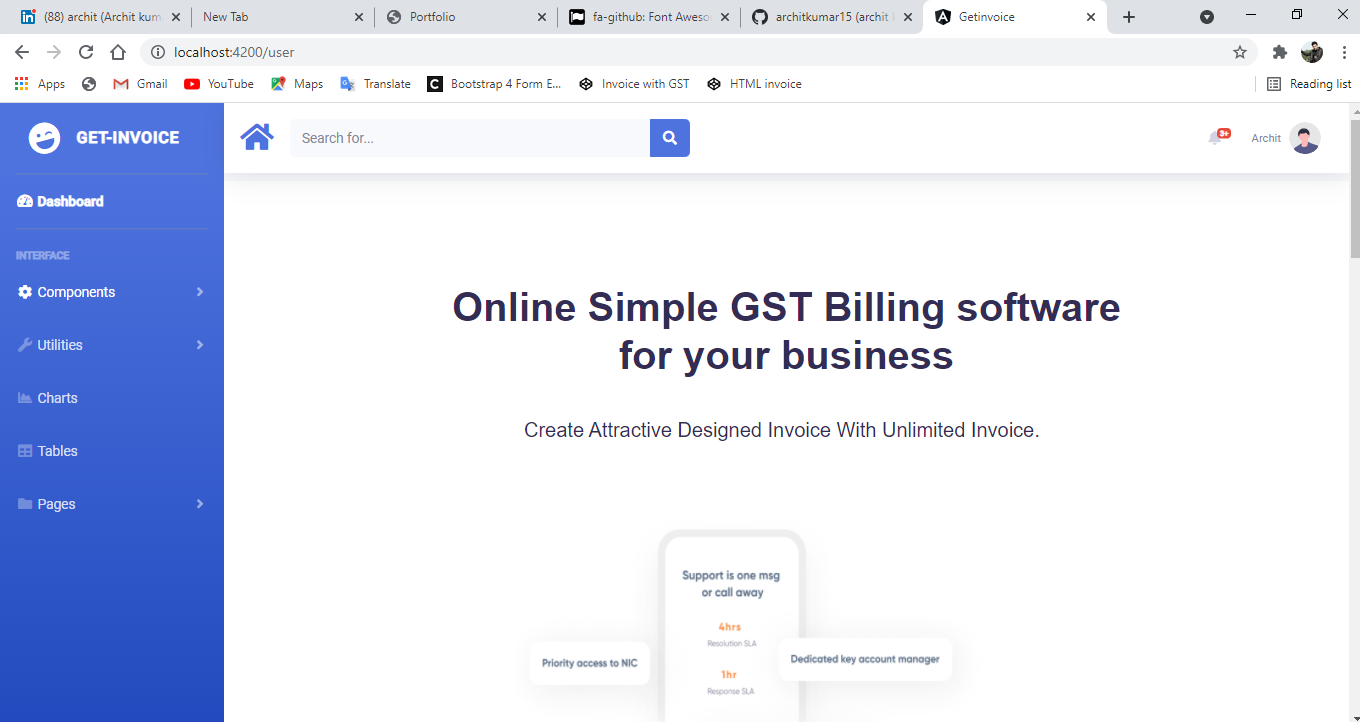 (88) archit (Archit kum
New Tab
Portfolio
fa-github: Font Aweso
architkumar15 (archit k
Getinvoice
localhost:4200/user
Apps
Gmail
YouTube
Maps
Translate
Bootstrap 4 Form E...
Invoice with GST
HTML invoice
Reading list
GET-INVOICE
Search for...
3+
Archit
Dashboard
INTERFACE
Components
Utilities
Charts
Tables
Pages
Online Simple GST Billing software
for your business
Create Attractive Designed Invoice With Unlimited Invoice.
Support is one msg
or call away
4hrs
Resolution SLA
Priority access to NIC
Dedicated key account manager
1hr
Response SLA